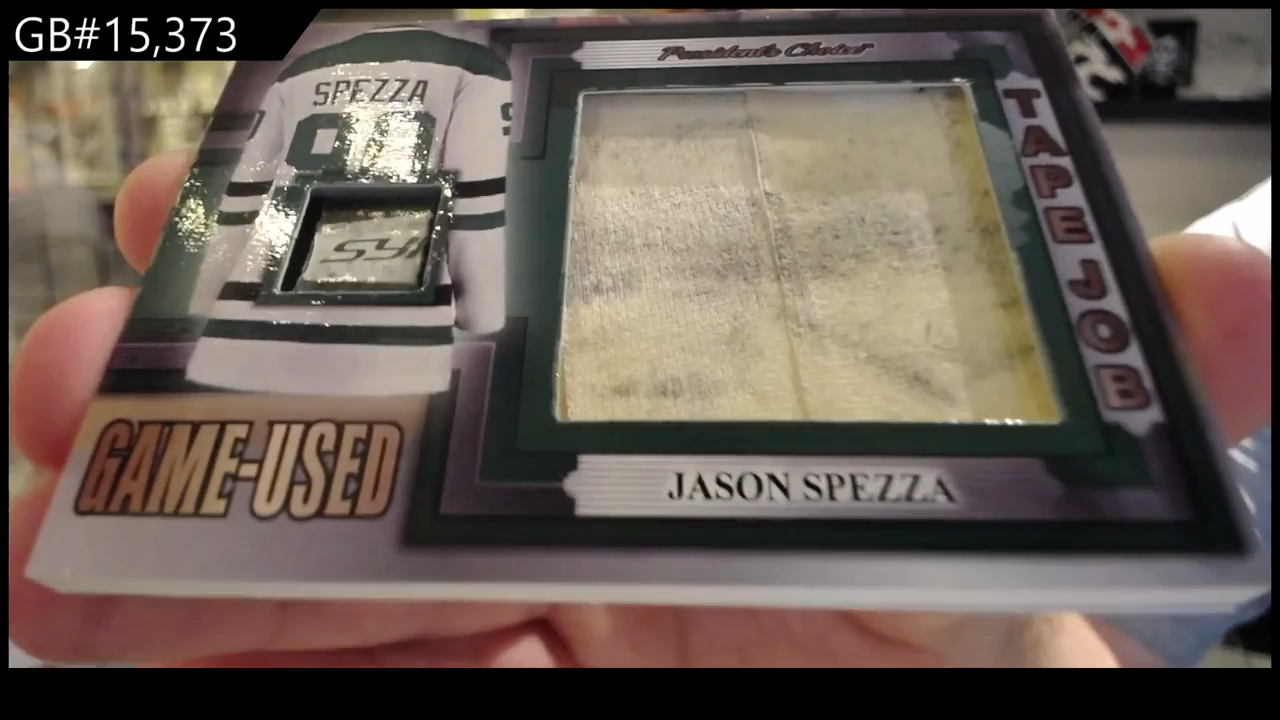 GB#15,373
President's Choice
SPEZZA
TAPE JOB
JASON SPEZZA
GAME-USED